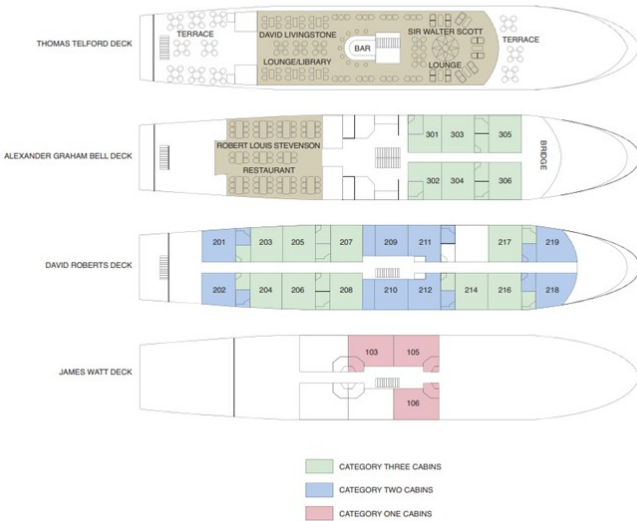 THOMAS TELFORD DECK
TERRACE
DAVID LIVINGSTONE
LOUNGE/LIBRARY
BAR
SIR WALTER SCOTT
LOUNGE
TERRACE
ALEXANDER GRAHAM BELL DECK
ROBERT LOUIS STEVENSON
RESTAURANT
301 303 305
302 304 306
BRIDGE
DAVID ROBERTS DECK
201 203 205 207 209 211 217 219
202 204 206 208 210 212 214 216 218
JAMES WATT DECK
103 105
106
CATEGORY THREE CABINS
CATEGORY TWO CABINS
CATEGORY ONE CABINS